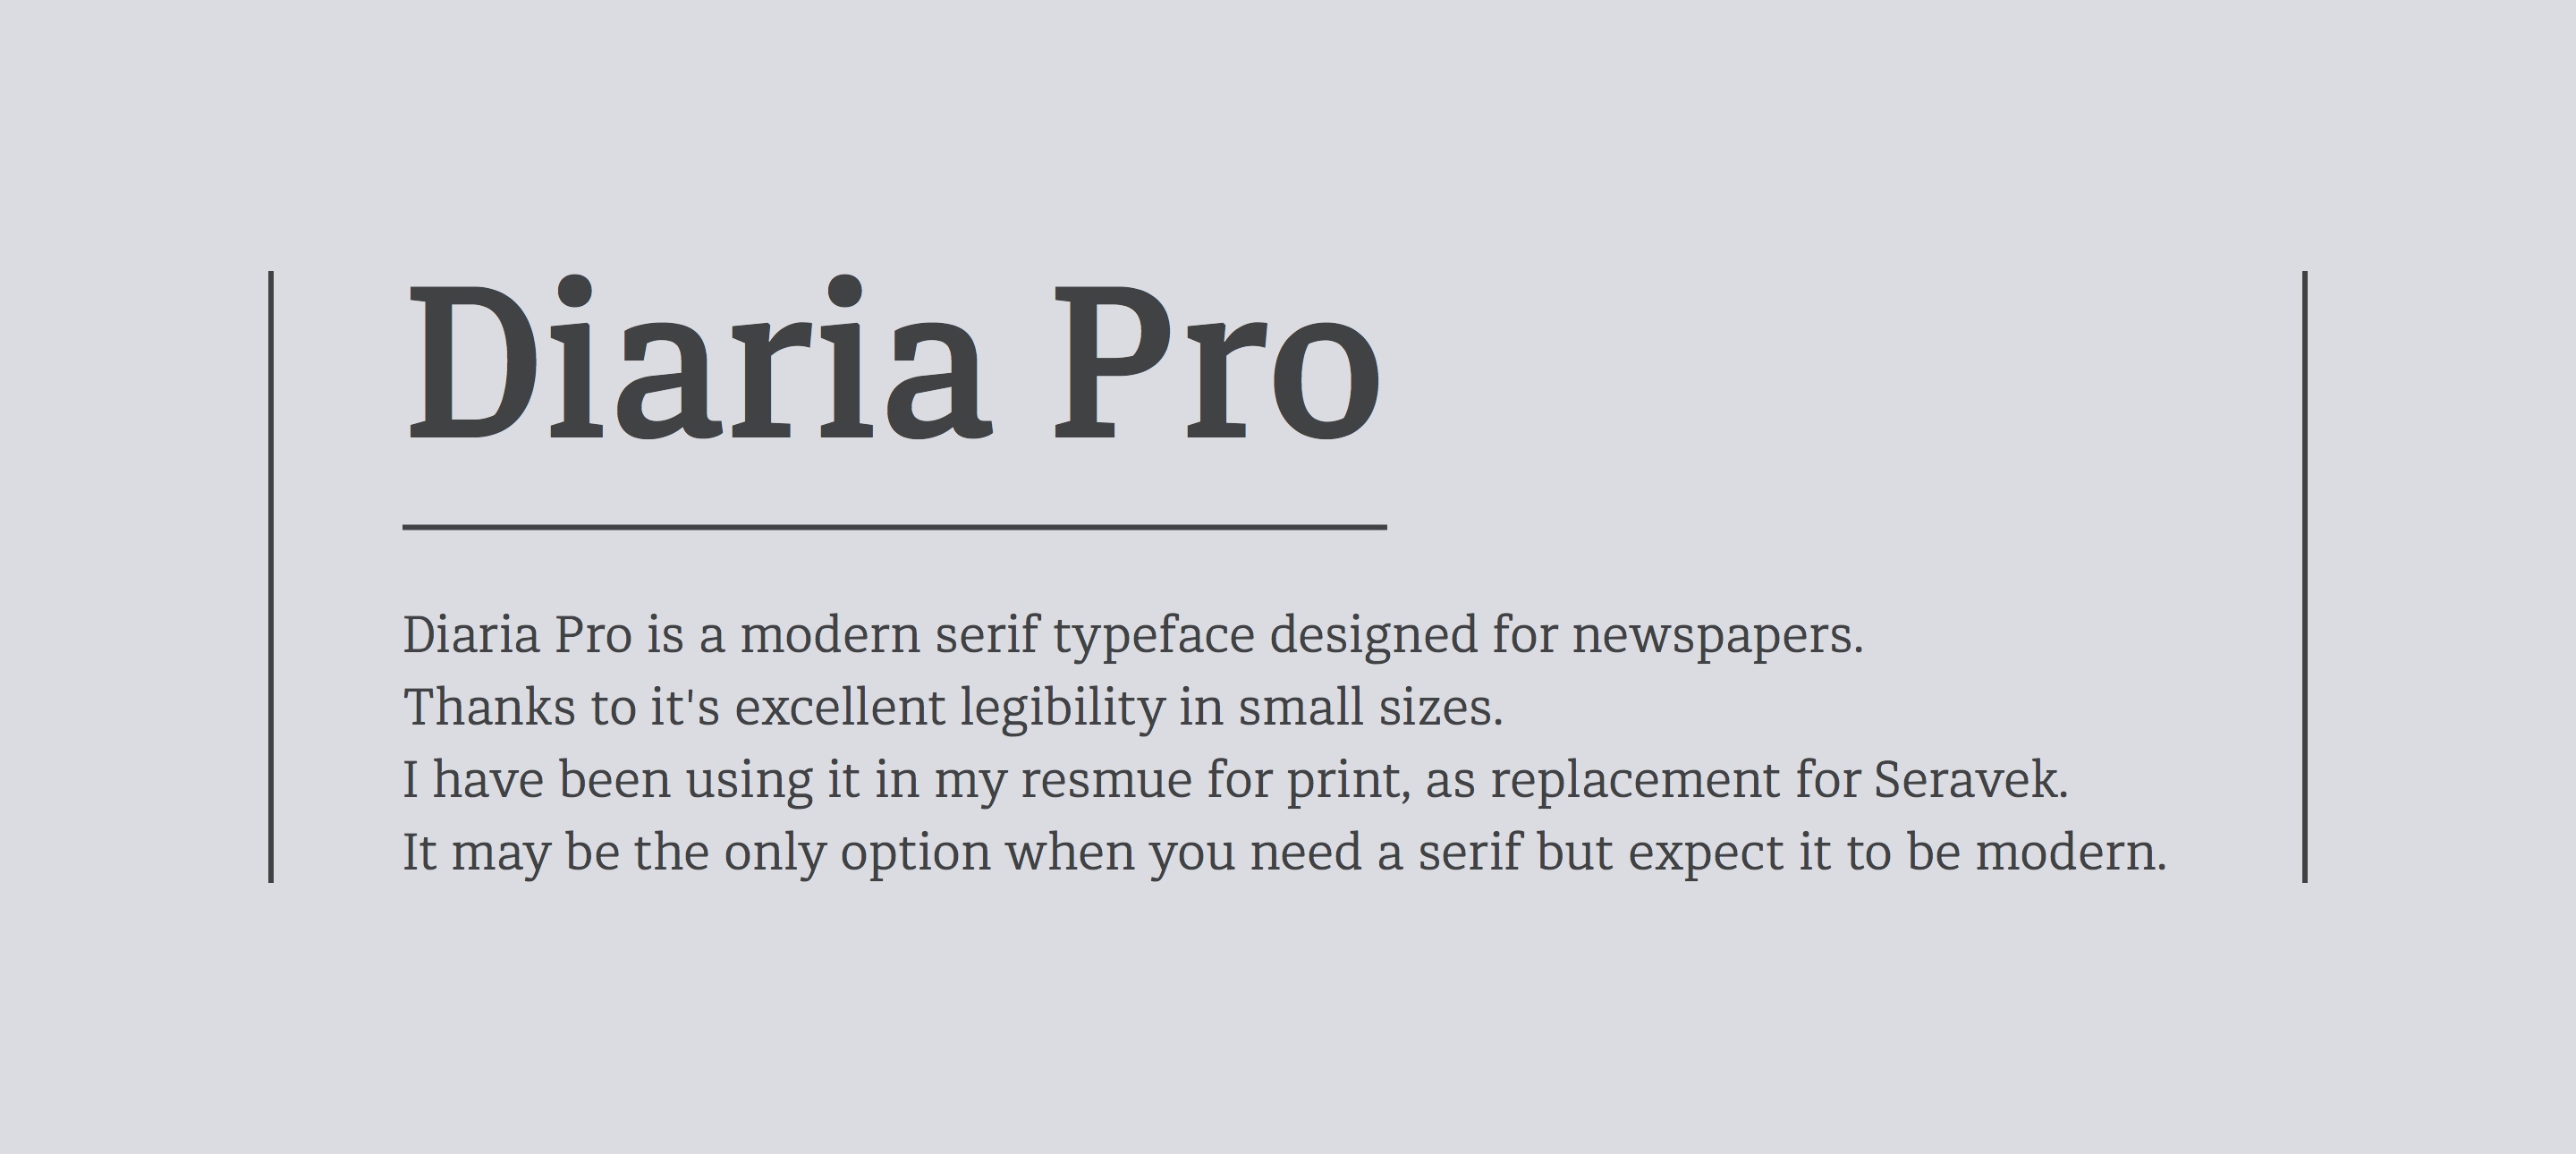 Diaria Pro
Diaria Pro is a modern serif typeface designed for newspapers.
Thanks to it's excellent legibility in small sizes.
I have been using it in my resmue for print, as replacement for Seravek.
It may be the only option when you need a serif but expect it to be modern.